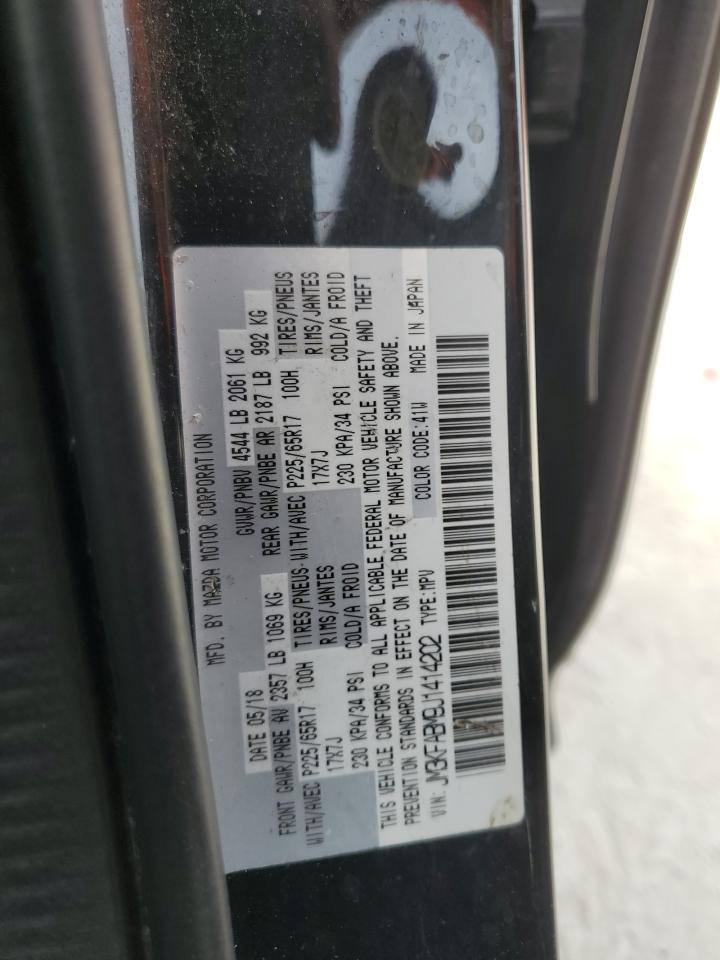 MFD. BY MAZDA MOTOR CORPORATION
DATE 05/18 GVWR/PNBV 4544 LB 2061 KG
FRONT GAWR/PNBE AV 2357 LB 1069 KG REAR GAWR/PNBE AR 2187 LB 992 KG
WITH/AVEC P225/65R17 100H TIRES/PNEUS WITH/AVEC P225/65R17 100H TIRES/PNEUS
17X7J RIMS/JANTES 17X7J RIMS/JANTES
230 KPA/34 PSI COLD/A FROID 230 KPA/34 PSI COLD/A FROID
THIS VEHICLE CONFORMS TO ALL APPLICABLE FEDERAL MOTOR VEHICLE SAFETY AND THEFT
PREVENTION STANDARDS IN EFFECT ON THE DATE OF MANUFACTURE SHOWN ABOVE.
VIN: JM3KFABM9J1414202 TYPE:MPV COLOR CODE:41W MADE IN JAPAN